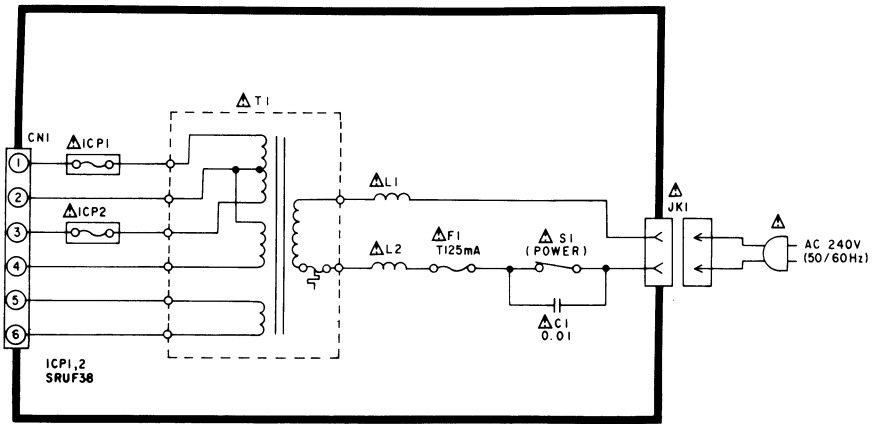 T1
CN1
ICP1
1
2
ICP2
3
4
5
6
ICP1,2
SRUF38
L1
L2
F1
T125mA
S1
(POWER)
C1
0.01
JK1
AC 240V
(50/60Hz)